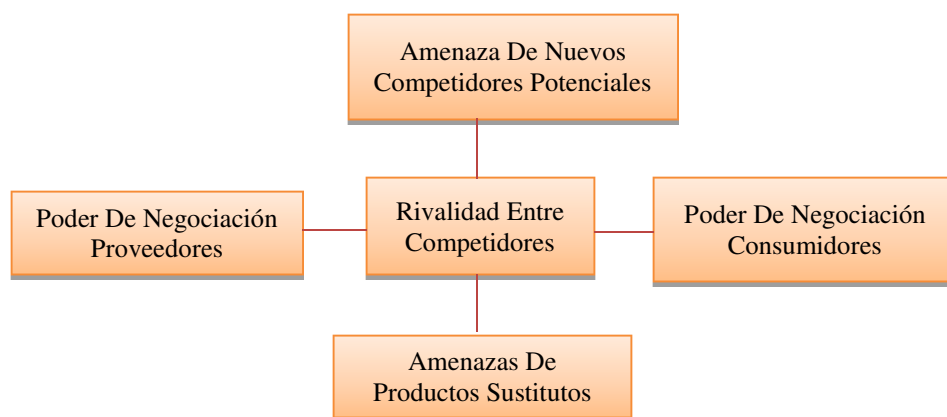 Amenaza De Nuevos
Competidores Potenciales
Poder De Negociación
Proveedores
Rivalidad Entre
Competidores
Poder De Negociación
Consumidores
Amenazas De
Productos Sustitutos